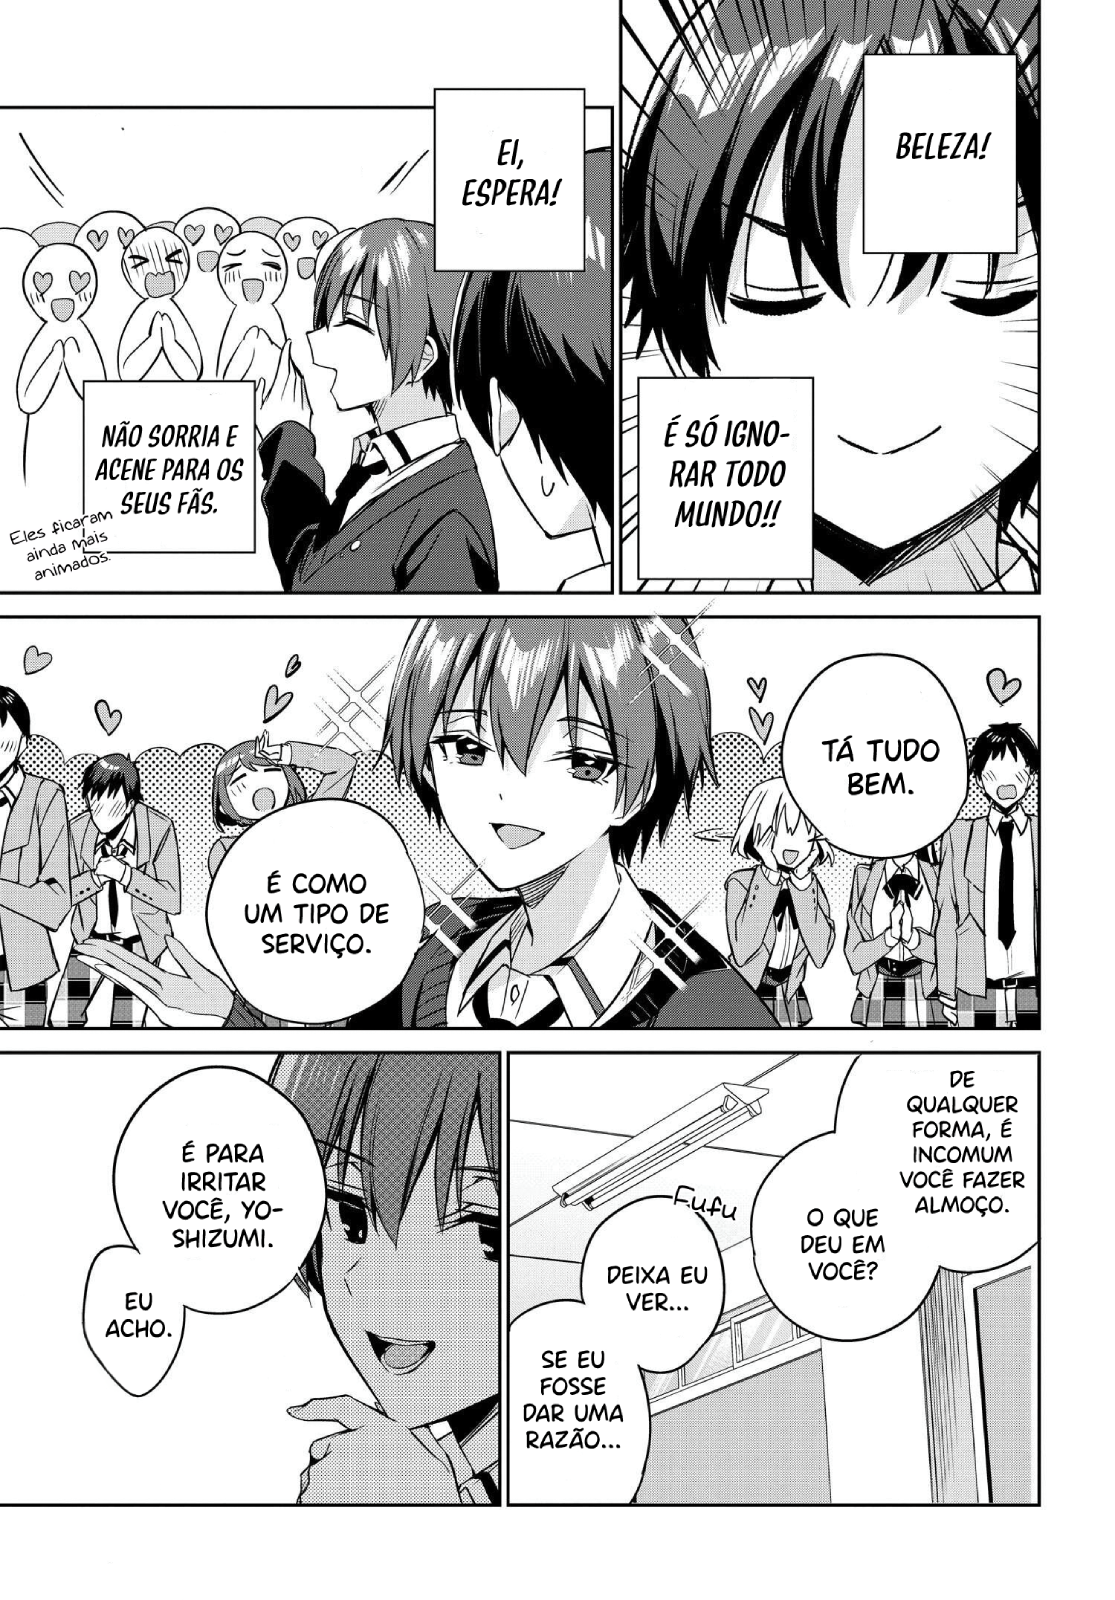 BELEZA!
É SÓ IGNO-
RAR TODO
MUNDO!!
EI,
ESPERA!
NÃO SORRIA E
ACENE PARA OS
SEUS FÃS.
Eles ficaram
ainda mais
animados.
TÁ TUDO
BEM.
É COMO
UM TIPO DE
SERVIÇO.
DE
QUALQUER
FORMA, É
INCOMUM
VOCÊ FAZER
ALMOÇO.
O QUE
DEU EM
VOCÊ?
Fufu
DEIXA EU
VER...
SE EU
FOSSE
DAR UMA
RAZÃO...
É PARA
IRRITAR
VOCÊ, YO-
SHIZUMI.
EU
ACHO.